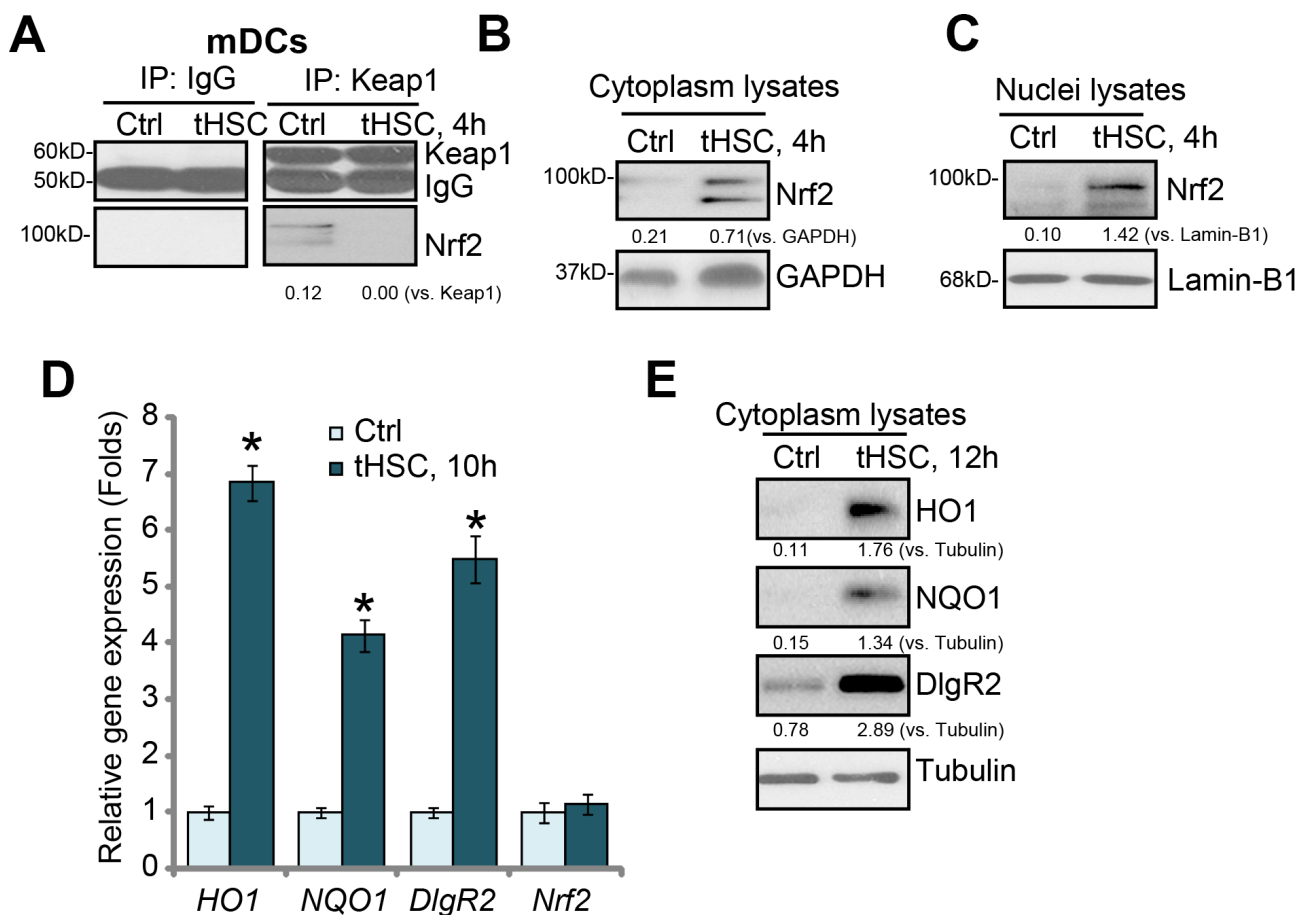 A
mDCs
IP: IgG
IP: Keap1
Ctrl
tHSC
Ctrl
tHSC, 4h
60kD-
Keap1
50kD-
IgG
100kD-
Nrf2
0.12
0.00 (vs. Keap1)
B
Cytoplasm lysates
Ctrl
tHSC, 4h
100kD-
Nrf2
0.21
0.71(vs. GAPDH)
37kD-
GAPDH
C
Nuclei lysates
Ctrl
tHSC, 4h
100kD-
Nrf2
0.10
1.42 (vs. Lamin-B1)
68kD-
Lamin-B1
D
Relative gene expression (Folds)
8
7
6
5
4
3
2
1
0
Ctrl
tHSC, 10h
*
*
*
HO1
NQO1
DlgR2
Nrf2
E
Cytoplasm lysates
Ctrl
tHSC, 12h
HO1
0.11
1.76 (vs. Tubulin)
NQO1
0.15
1.34 (vs. Tubulin)
DlgR2
0.78
2.89 (vs. Tubulin)
Tubulin